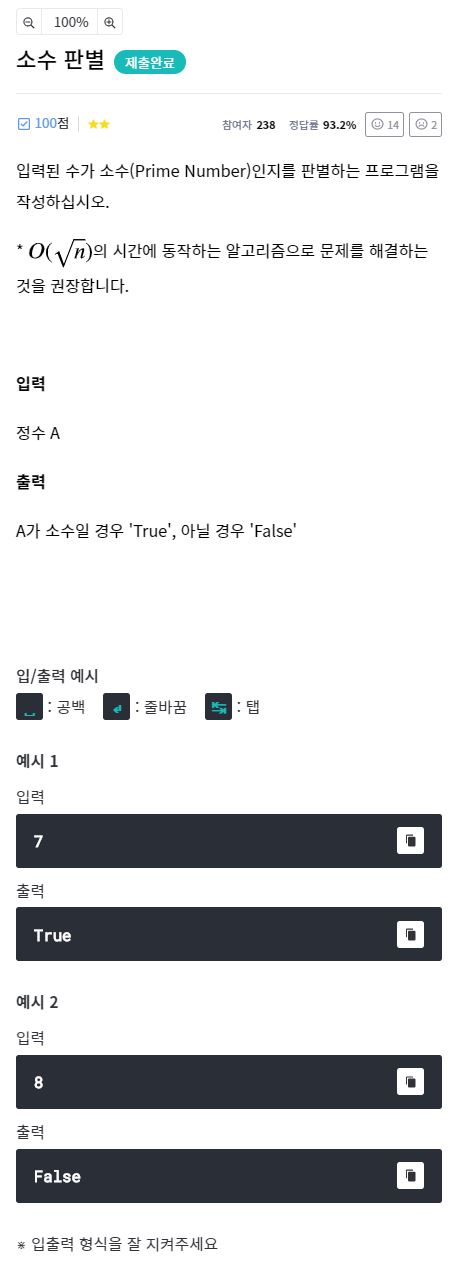 100%
소수 판별 제출완료
100점 참여자 238 정답률 93.2% 14 2
입력된 수가 소수(Prime Number)인지를 판별하는 프로그램을
작성하십시오.
* O(√n)의 시간에 동작하는 알고리즘으로 문제를 해결하는
것을 권장합니다.
입력
정수 A
출력
A가 소수일 경우 'True', 아닐 경우 'False'
입/출력 예시
: 공백 : 줄바꿈 : 탭
예시 1
입력
7
출력
True
예시 2
입력
8
출력
False
※ 입출력 형식을 잘 지켜주세요